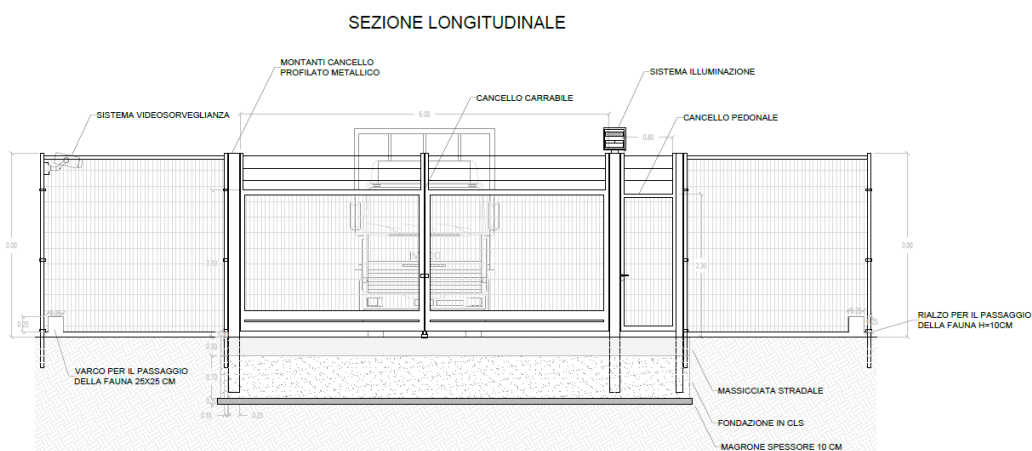 SEZIONE LONGITUDINALE
MONTANTI CANCELLO
PROFILATO METALLICO
SISTEMA ILLUMINAZIONE
CANCELLO CARRABILE
SISTEMA VIDEOSORVEGLIANZA
6.00
CANCELLO PEDONALE
0.80
3.00
3.00
2.30
0.25
RIALZO PER IL PASSAGGIO
DELLA FAUNA H=10CM
VARCO PER IL PASSAGGIO
DELLA FAUNA 25X25 CM
MASSICCIATA STRADALE
FONDAZIONE IN CLS
MAGRONE SPESSORE 10 CM